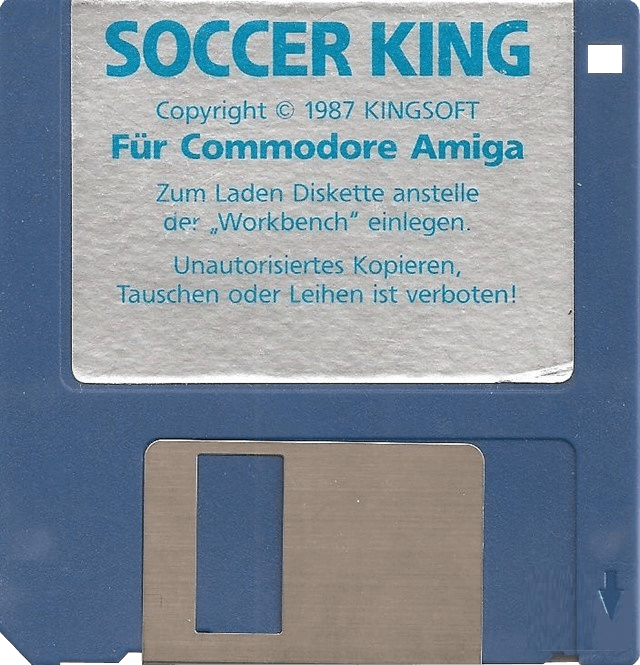 SOCCER KING
Copyright © 1987 KINGSOFT
Für Commodore Amiga
Zum Laden Diskette anstelle
der „Workbench“ einlegen.
Unautorisiertes Kopieren,
Tauschen oder Leihen ist verboten!